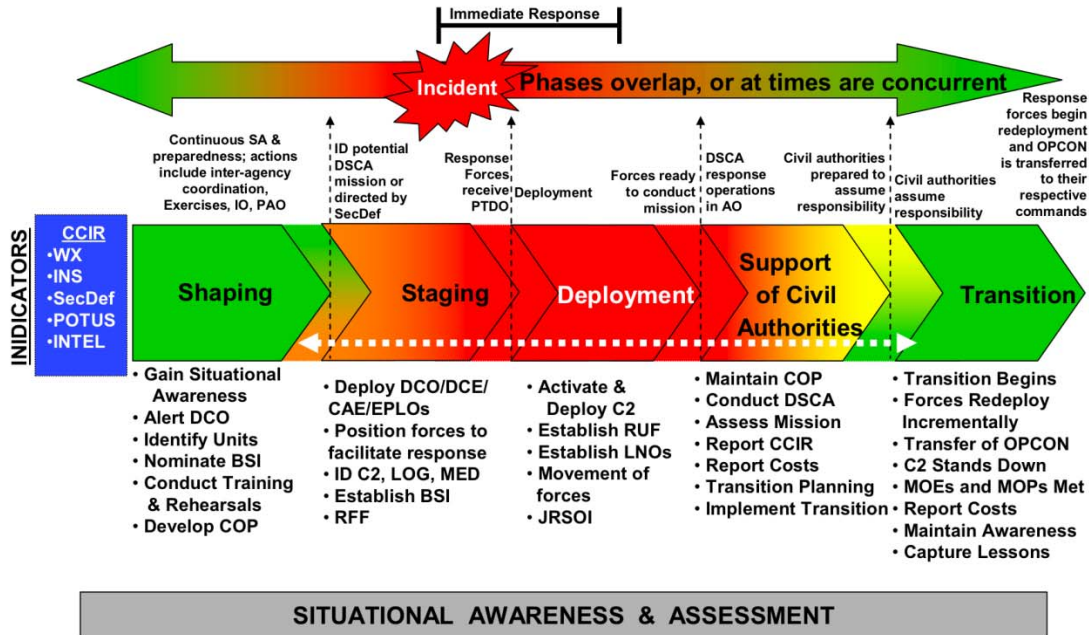 Immediate Response
Incident
Phases overlap, or at times are concurrent
Continuous SA &
preparedness; actions
include inter-agency
coordination,
Exercises, IO, PAO
ID potential
DSCA
mission or
directed by
SecDef
Response
Forces
receive
PTDO
Deployment
Forces ready
to conduct
mission
DSCA
response
operations
in AO
Civil authorities
prepared to
assume
responsibility
Civil authorities
assume
responsibility
Response
forces begin
redeployment
and OPCON
is transferred
to their
respective
commands
INIDICATORS
CCIR
•WX
•INS
•SecDef
•POTUS
•INTEL
Shaping
Staging
Deployment
Support
of Civil
Authorities
Transition
• Gain Situational
Awareness
• Alert DCO
• Identify Units
• Nominate BSI
• Conduct Training
& Rehearsals
• Develop COP
• Deploy DCO/DCE/
CAE/EPLOs
• Position forces to
facilitate response
• ID C2, LOG, MED
• Establish BSI
• RFF
• Activate &
Deploy C2
• Establish RUF
• Establish LNOs
• Movement of
forces
• JRSOI
• Maintain COP
• Conduct DSCA
• Assess Mission
• Report CCIR
• Report Costs
• Transition Planning
• Implement Transition
• Transition Begins
• Forces Redeploy
Incrementally
• Transfer of OPCON
• C2 Stands Down
• MOEs and MOPs Met
• Report Costs
• Maintain Awareness
• Capture Lessons
SITUATIONAL AWARENESS & ASSESSMENT